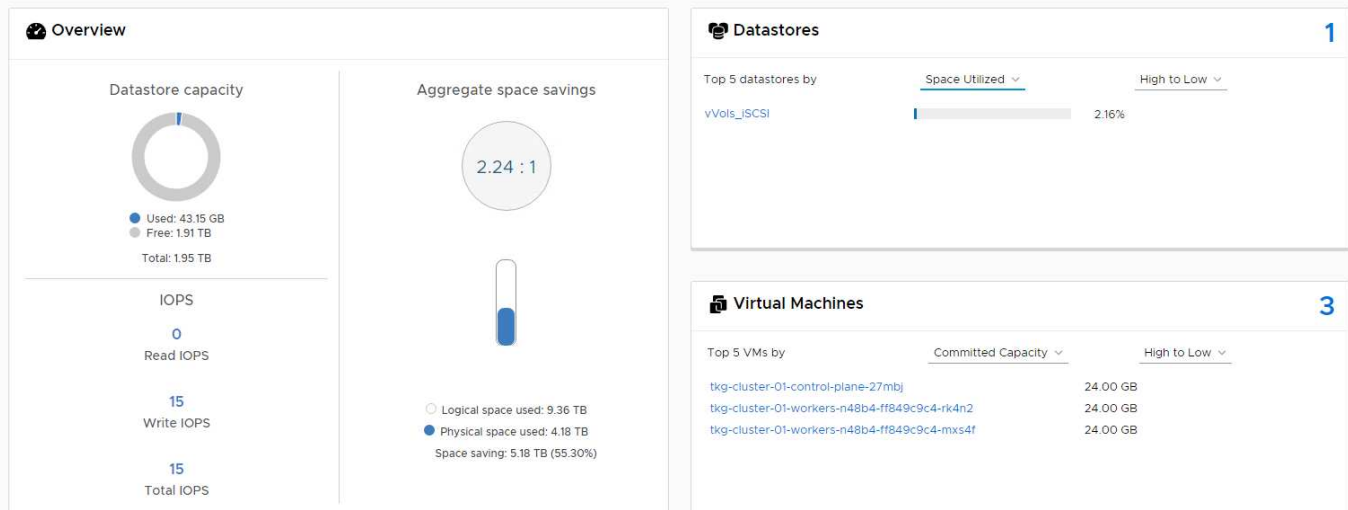 Overview
Datastore capacity
Used: 43.15 GB
Free: 1.91 TB
Total: 1.95 TB
IOPS
0
Read IOPS
15
Write IOPS
15
Total IOPS
Aggregate space savings
2.24 : 1
Logical space used: 9.36 TB
Physical space used: 4.18 TB
Space saving: 5.18 TB (55.30%)
Datastores 1
Top 5 datastores by Space Utilized High to Low
vVols_iSCSI 2.16%
Virtual Machines 3
Top 5 VMs by Committed Capacity High to Low
tkg-cluster-01-control-plane-27mbj 24.00 GB
tkg-cluster-01-workers-n48b4-ff849c9c4-rk4n2 24.00 GB
tkg-cluster-01-workers-n48b4-ff849c9c4-mxs4f 24.00 GB